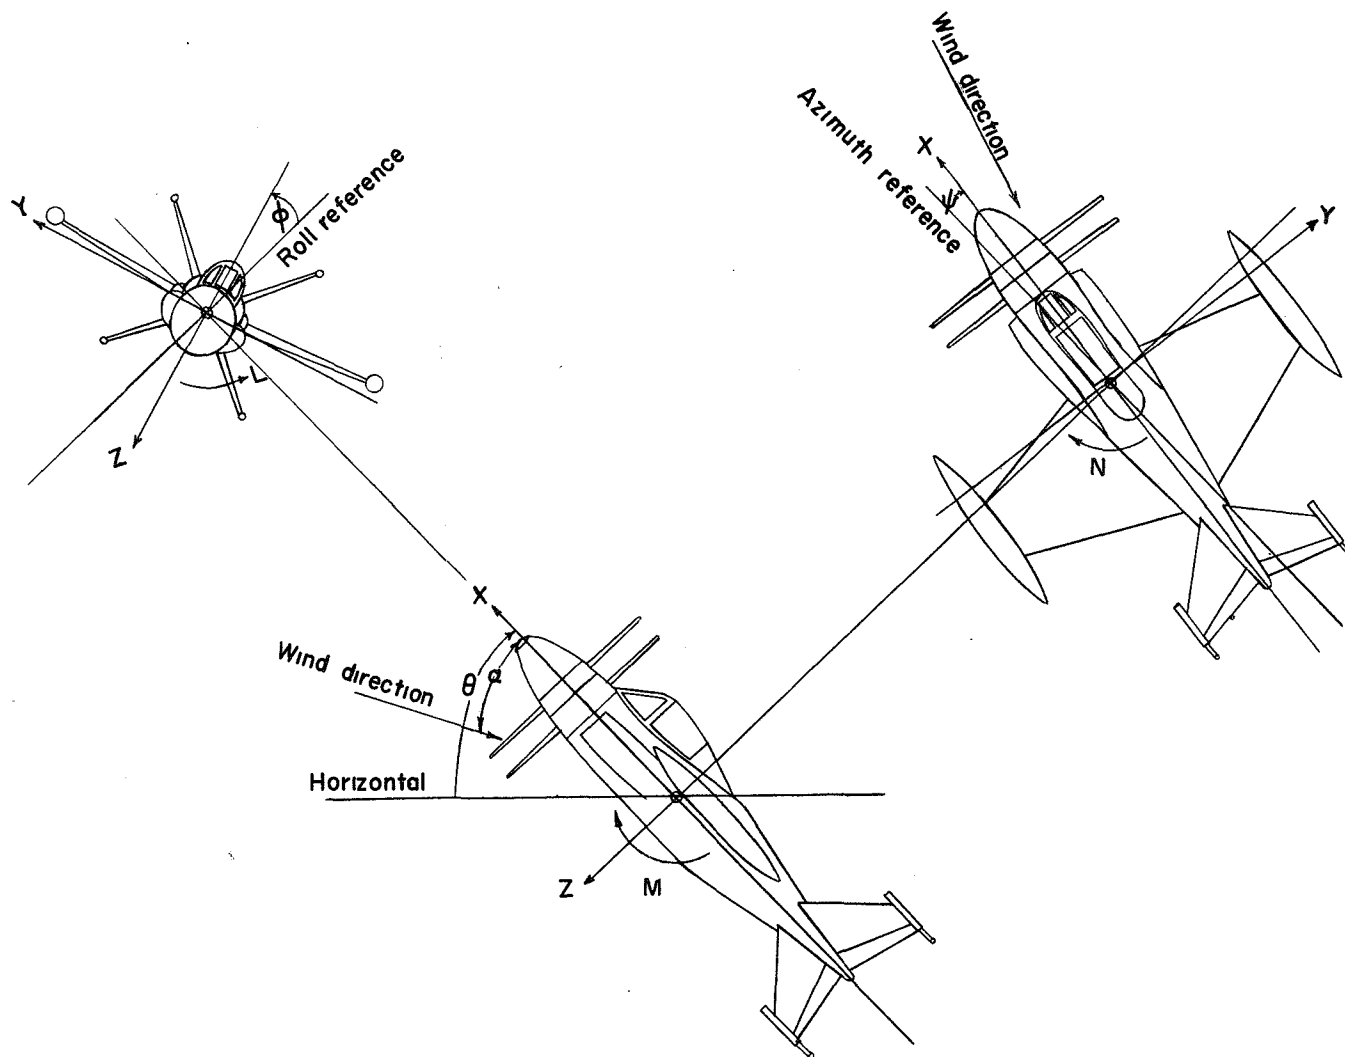 Wind direction
Azimuth reference
X
ψ
Y
N
Y
Φ
Roll reference
L
Z
X
Wind direction
θ
α
Horizontal
Z
M